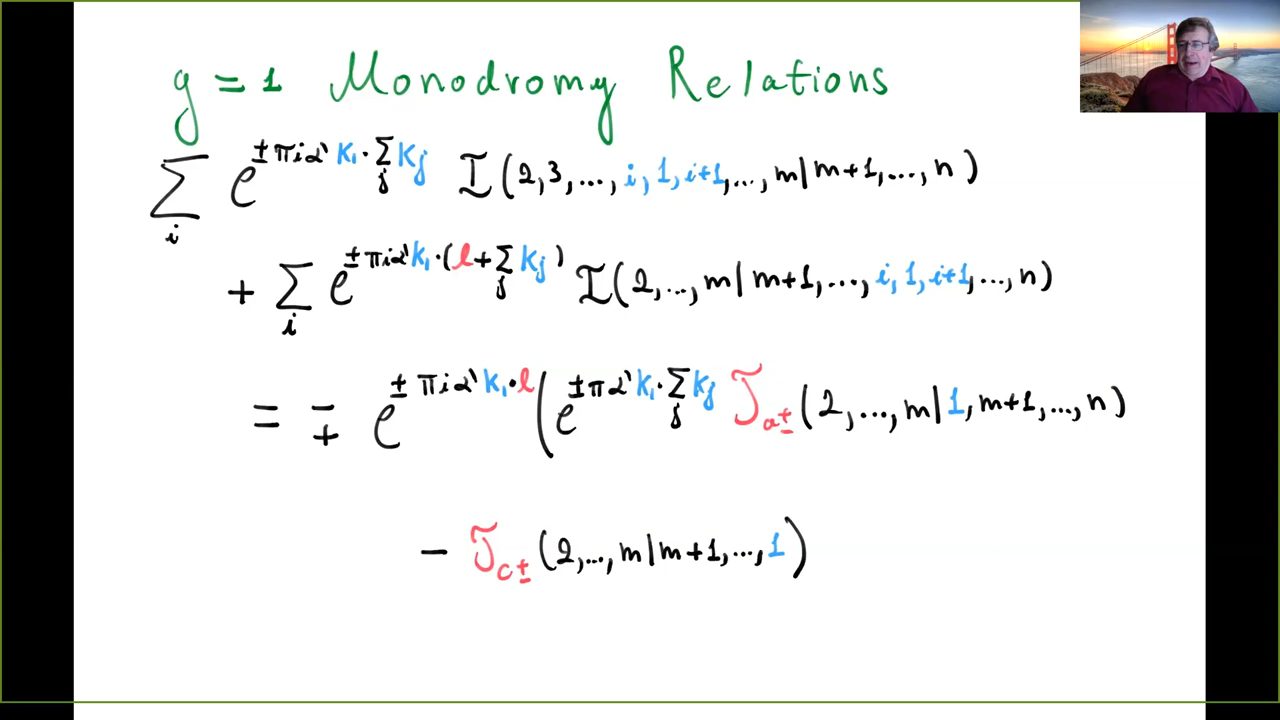 g = 1 Monodromy Relations
∑_i e^{±πiα' k_1·∑_j k_j} I(2,3,...,i,1,i+1,...,m|m+1,...,n)
+ ∑_i e^{±πiα' k_1·(l+∑_j k_j)} I(2,...,m|m+1,...,i,1,i+1,...,n)
= ∓ e^{±πiα' k_1·l} (e^{±πα' k_1·∑_j k_j} J_{a±}(2,...,m|1,m+1,...,n)
− J_{c±}(2,...,m|m+1,...,1))